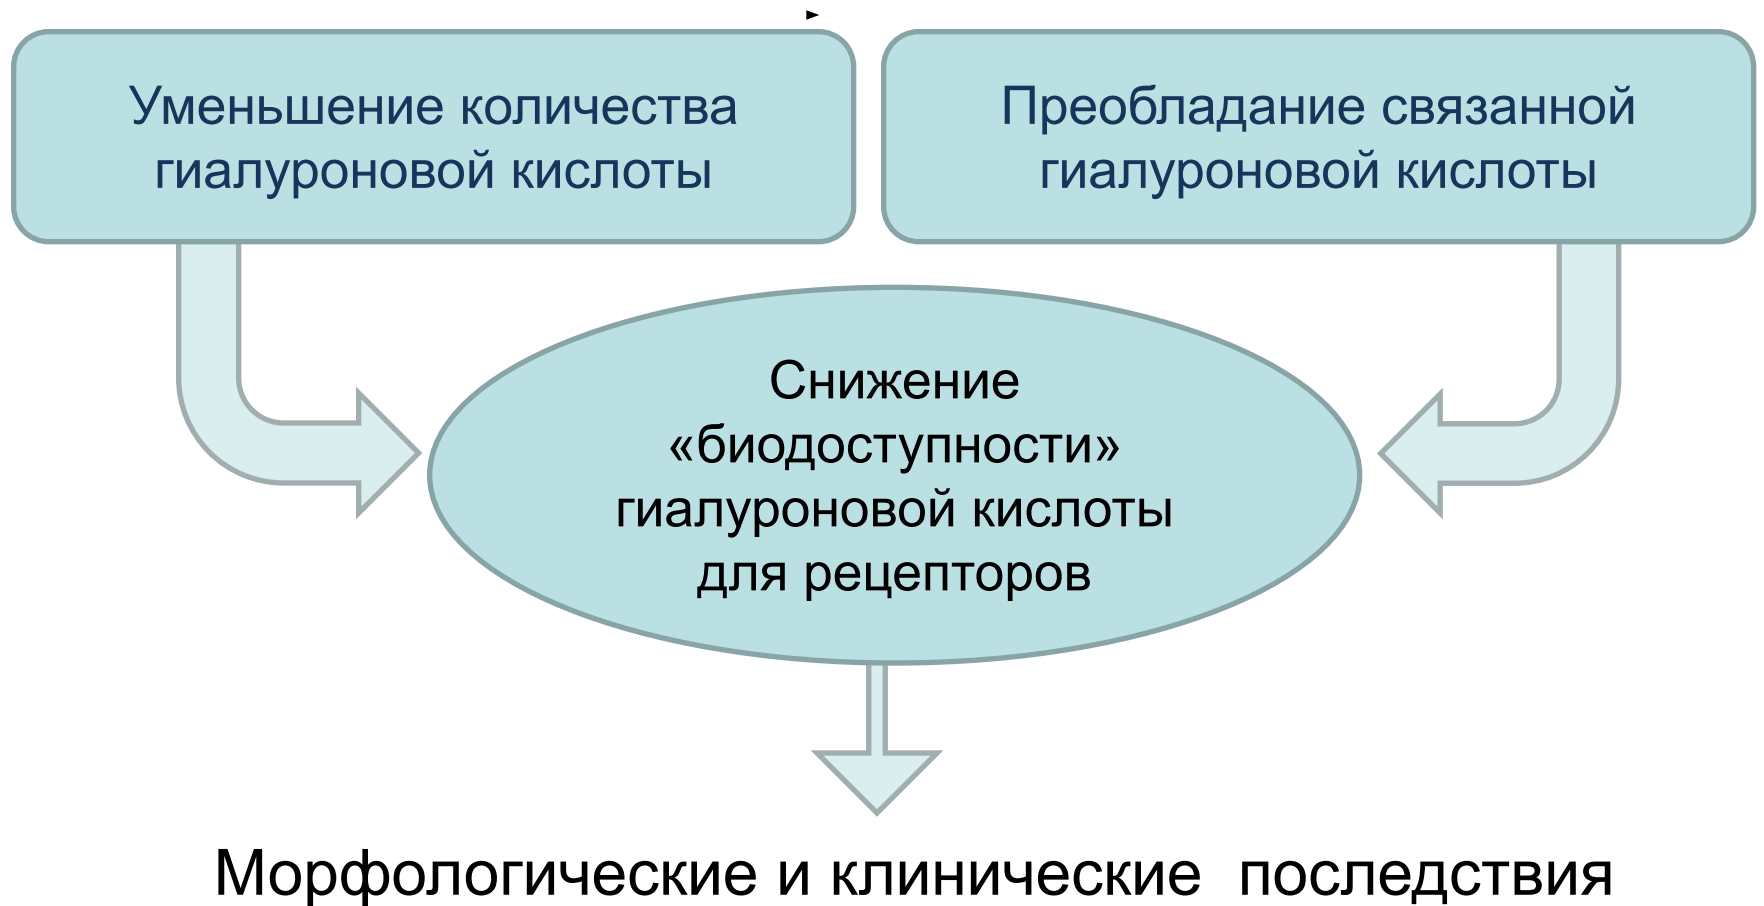 Уменьшение количества
гиалуроновой кислоты
Преобладание связанной
гиалуроновой кислоты
Снижение
«биодоступности»
гиалуроновой кислоты
для рецепторов
Морфологические и клинические последствия